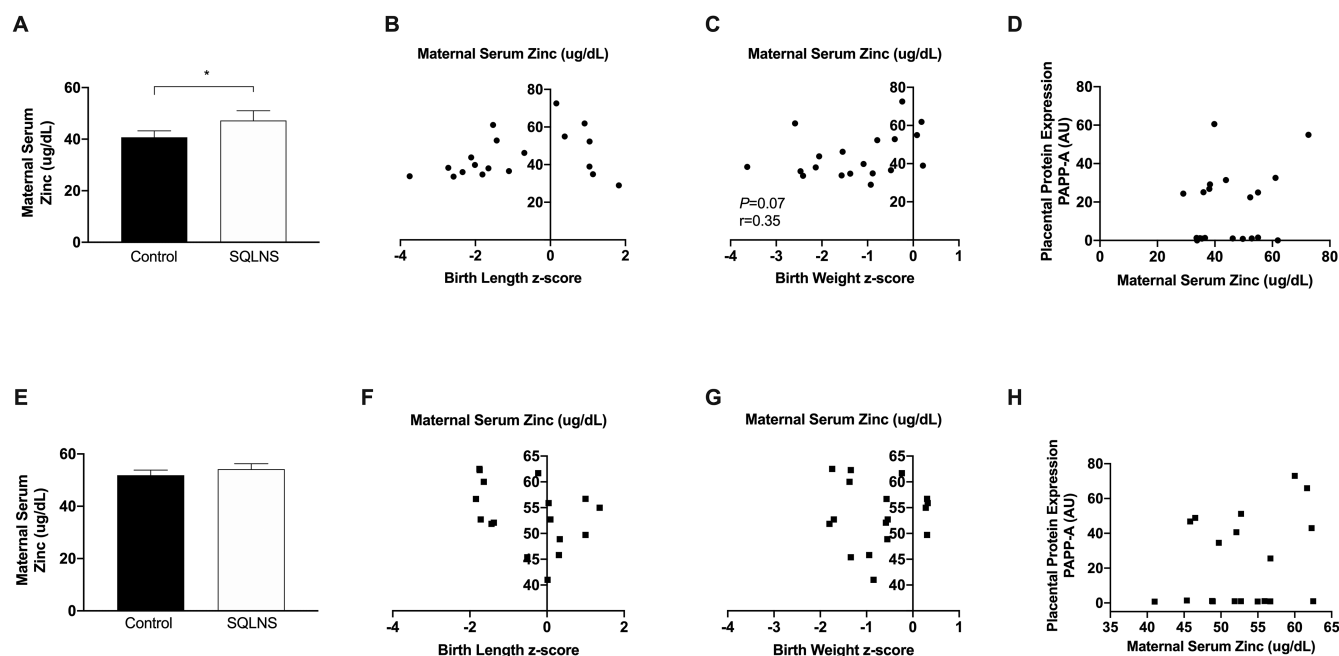 A
Maternal Serum
Zinc (ug/dL)
60
40
20
0
*
Control
SQLNS
B
Maternal Serum Zinc (ug/dL)
80
60
40
20
-4
-2
0
2
Birth Length z-score
C
Maternal Serum Zinc (ug/dL)
80
60
40
20
P=0.07
r=0.35
-4
-3
-2
-1
0
1
Birth Weight z-score
D
Placental Protein Expression
PAPP-A (AU)
80
60
40
20
0
0
20
40
60
80
Maternal Serum Zinc (ug/dL)
E
Maternal Serum
Zinc (ug/dL)
60
40
20
0
Control
SQLNS
F
Maternal Serum Zinc (ug/dL)
65
60
55
50
45
40
-4
-2
0
2
Birth Length z-score
G
Maternal Serum Zinc (ug/dL)
65
60
55
50
45
40
-3
-2
-1
0
1
Birth Weight z-score
H
Placental Protein Expression
PAPP-A (AU)
80
60
40
20
0
35
40
45
50
55
60
65
Maternal Serum Zinc (ug/dL)